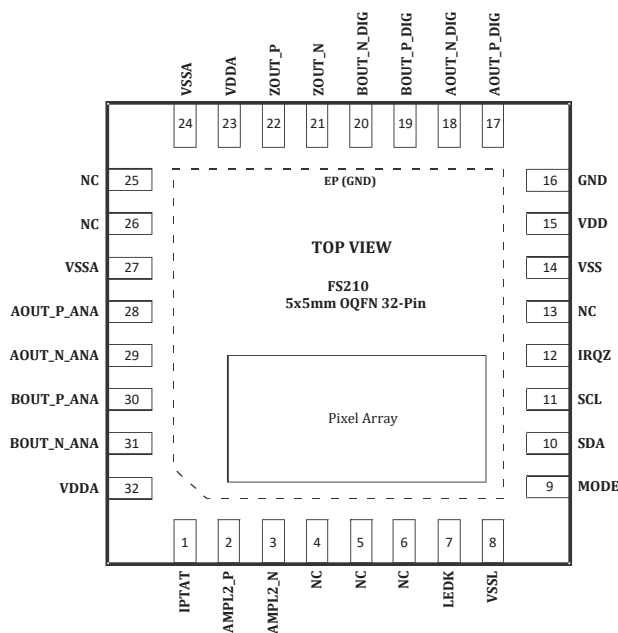 VSSA
VDDA
ZOUT_P
ZOUT_N
BOUT_N_DIG
BOUT_P_DIG
AOUT_N_DIG
AOUT_P_DIG
24 23 22 21 20 19 18 17
NC 25
NC 26
VSSA 27
AOUT_P_ANA 28
AOUT_N_ANA 29
BOUT_P_ANA 30
BOUT_N_ANA 31
VDDA 32
EP (GND)
TOP VIEW
FS210
5x5mm OQFN 32-Pin
Pixel Array
16 GND
15 VDD
14 VSS
13 NC
12 IRQZ
11 SCL
10 SDA
9 MODE
1 2 3 4 5 6 7 8
IPTAT
AMPL2_P
AMPL2_N
NC
NC
NC
LEDK
VSSL